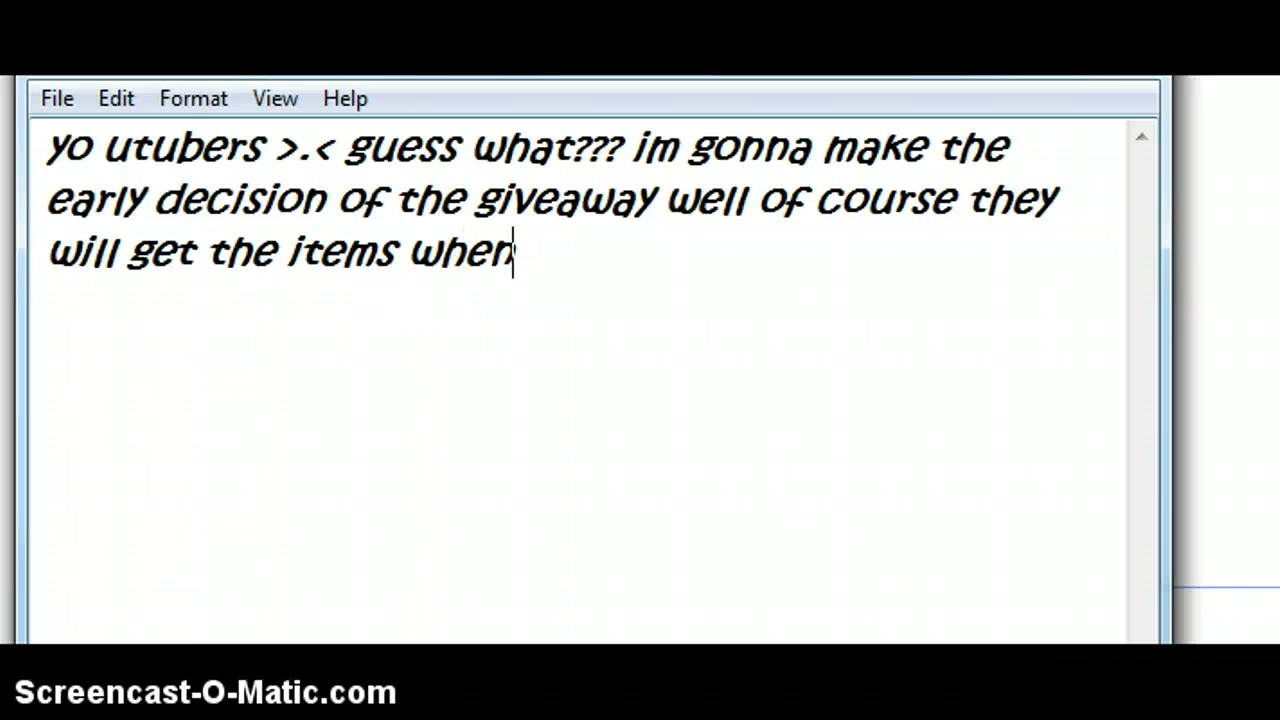 File Edit Format View Help
yo utubers >.< guess what??? im gonna make the
early decision of the giveaway well of course they
will get the items when
Screencast-O-Matic.com